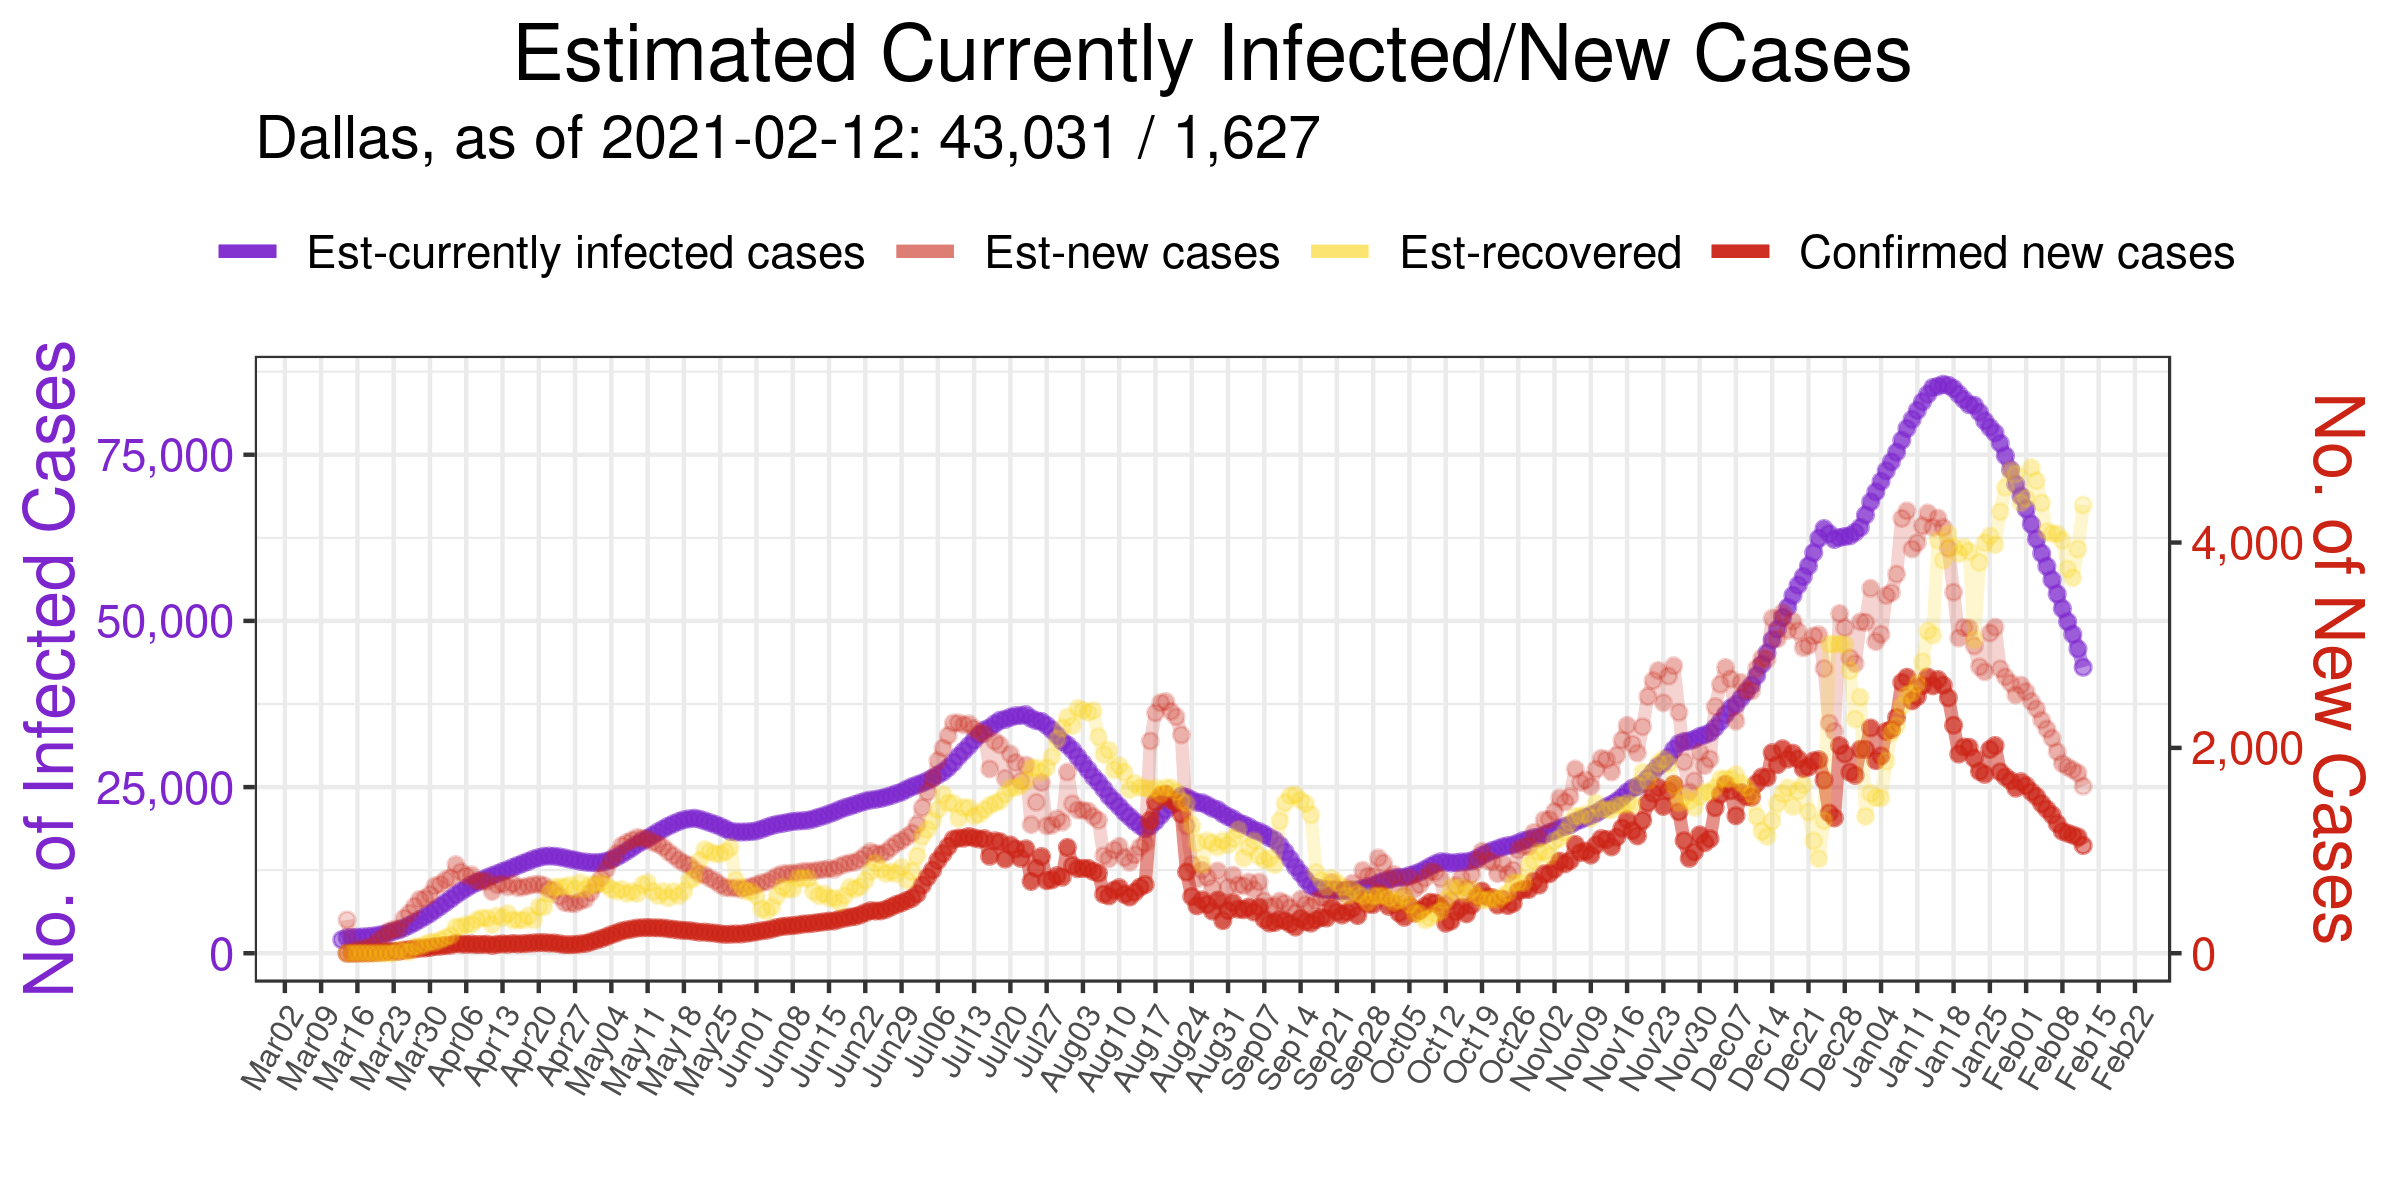 Estimated Currently Infected/New Cases
Dallas, as of 2021-02-12: 43,031 / 1,627
Est-currently infected cases Est-new cases Est-recovered Confirmed new cases
No. of Infected Cases
75,000
50,000
25,000
0
4,000
2,000
0
No. of New Cases
Mar02 Mar09 Mar16 Mar23 Mar30 Apr06 Apr13 Apr20 Apr27 May04 May11 May18 May25 Jun01 Jun08 Jun15 Jun22 Jun29 Jul06 Jul13 Jul20 Jul27 Aug03 Aug10 Aug17 Aug24 Aug31 Sep07 Sep14 Sep21 Sep28 Oct05 Oct12 Oct19 Oct26 Nov02 Nov09 Nov16 Nov23 Nov30 Dec07 Dec14 Dec21 Dec28 Jan04 Jan11 Jan18 Jan25 Feb01 Feb08 Feb15 Feb22